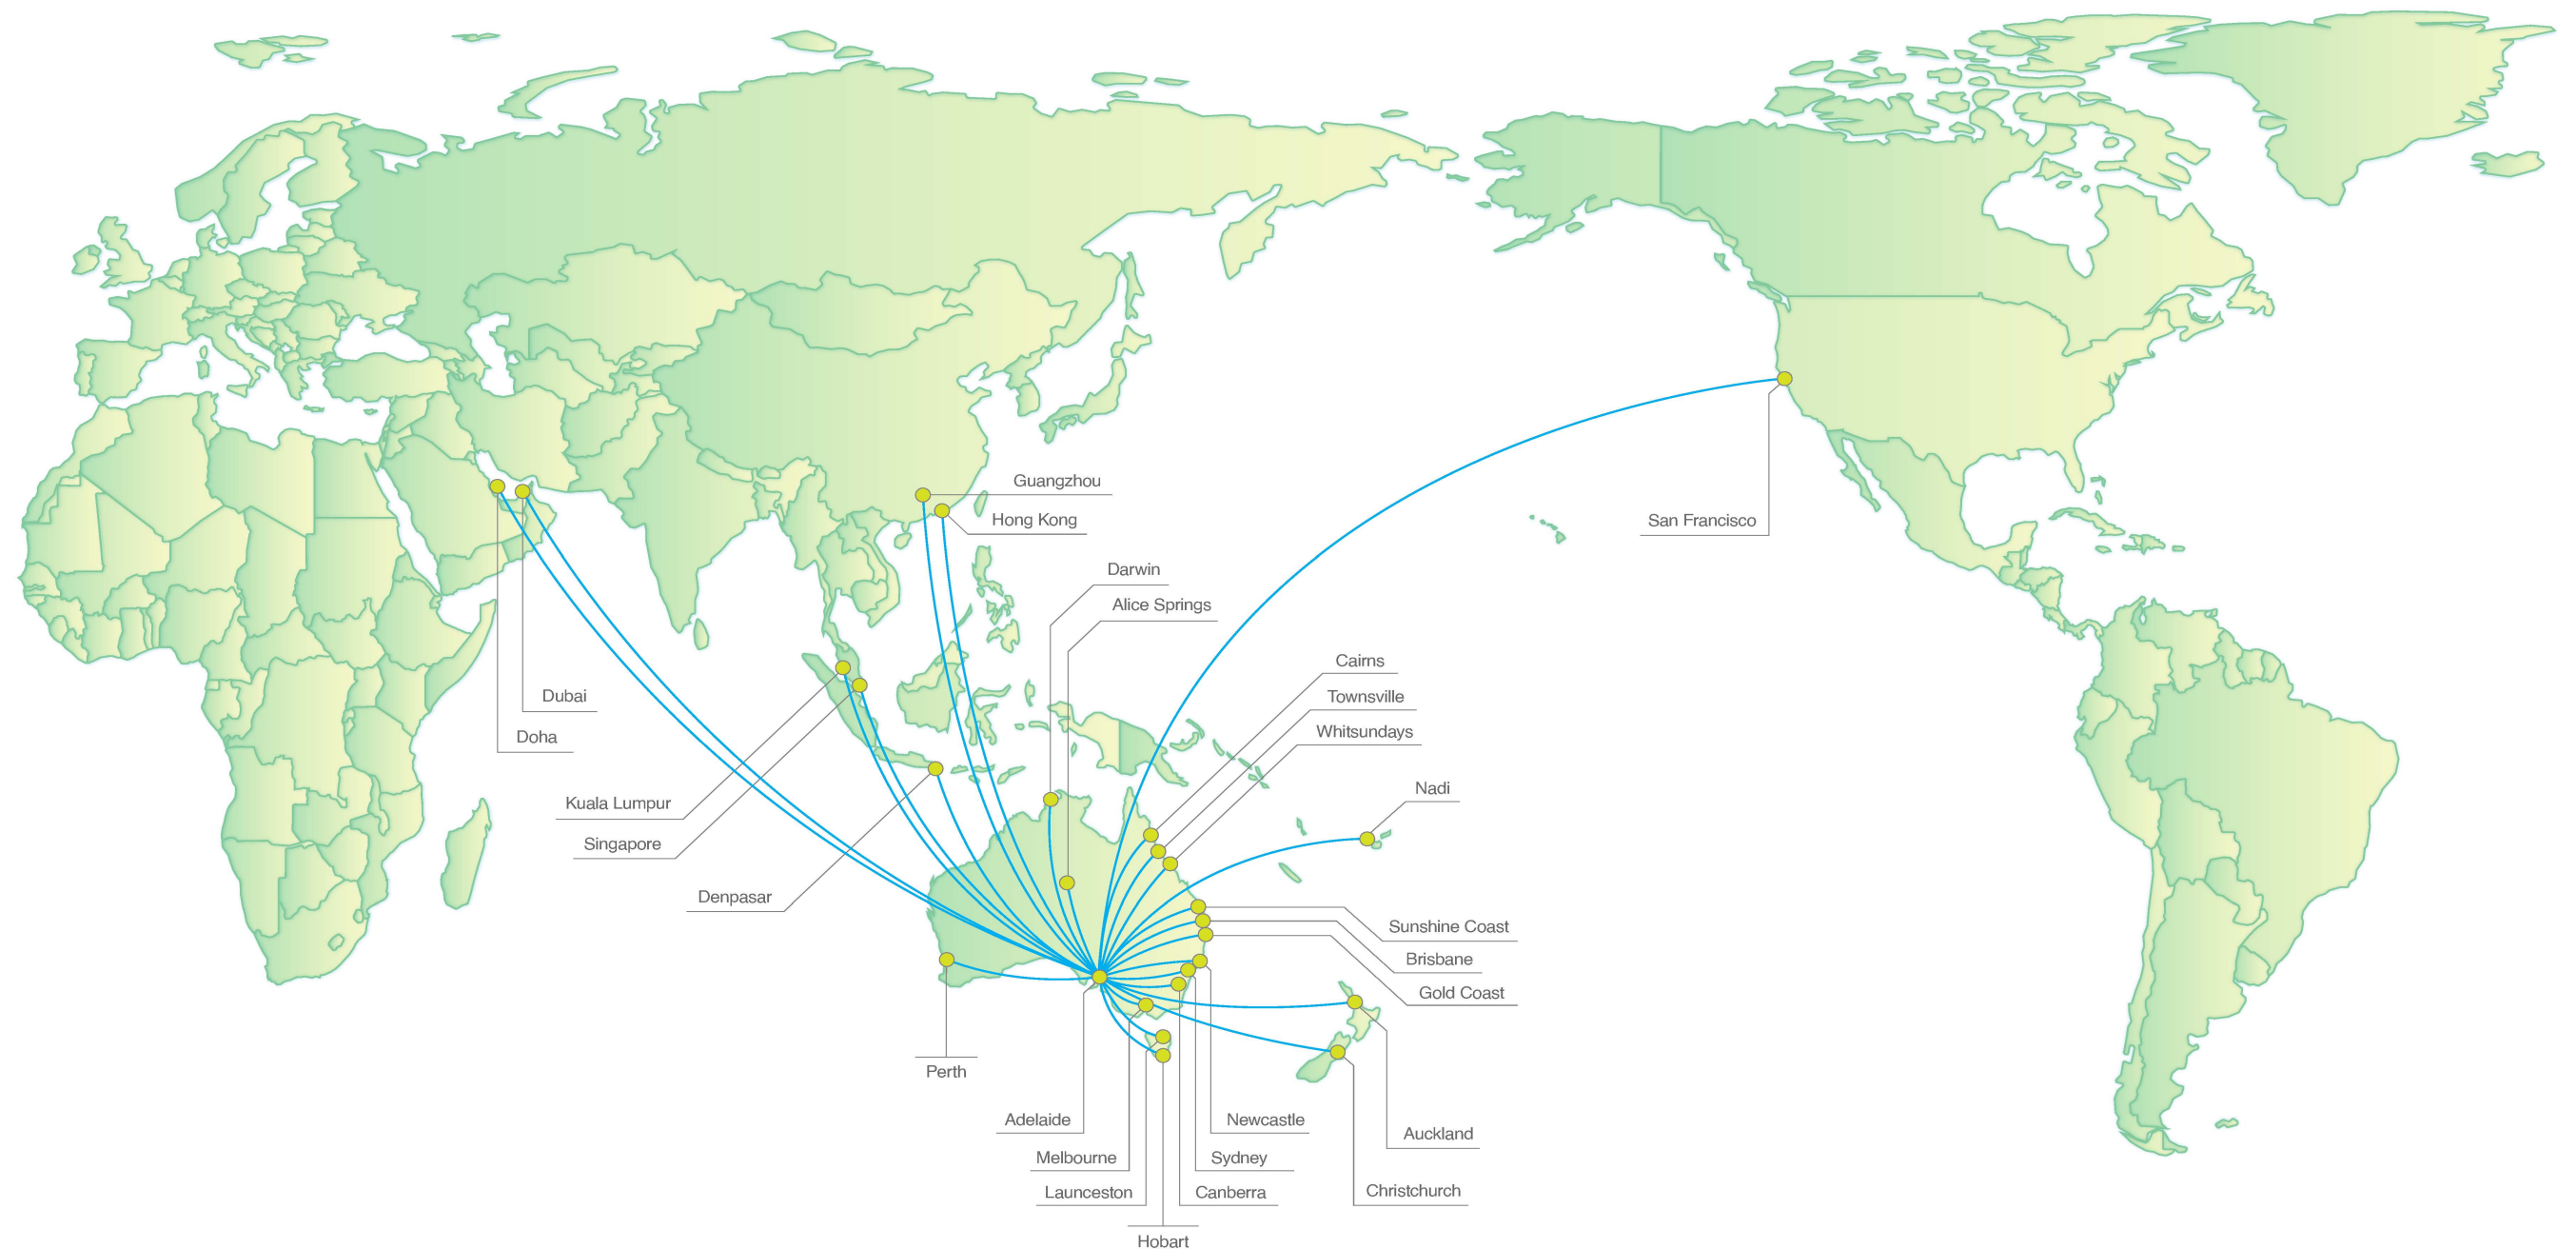 Guangzhou
Hong Kong
San Francisco
Darwin
Alice Springs
Cairns
Dubai
Townsville
Whitsundays
Doha
Nadi
Kuala Lumpur
Singapore
Denpasar
Sunshine Coast
Brisbane
Gold Coast
Perth
Adelaide
Newcastle
Auckland
Melbourne
Sydney
Launceston
Canberra
Christchurch
Hobart